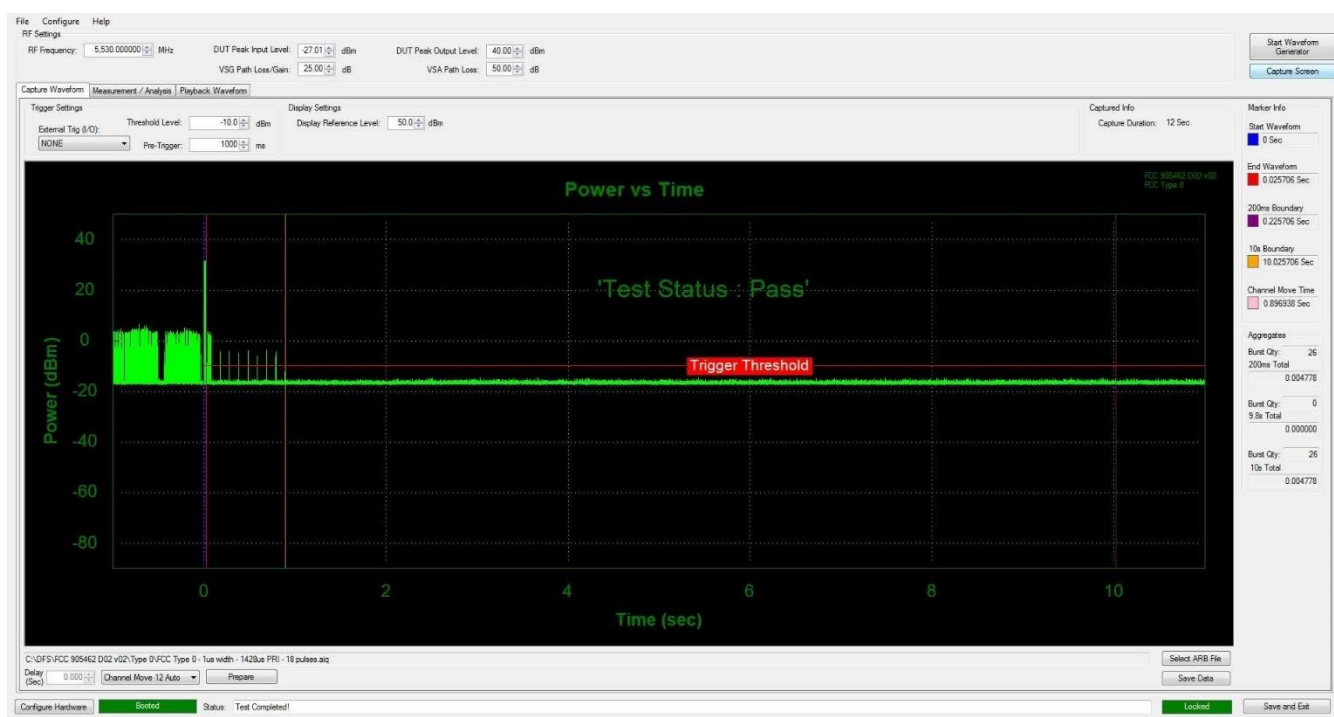 File Configure Help
RF Settings
RF Frequency: 5,530.000000 MHz DUT Peak Input Level: -27.01 dBm DUT Peak Output Level: 40.00 dBm
VSG Path Loss/Gain: 25.00 dB VSA Path Loss: 50.00 dB
Start Waveform Generator
Capture Screen
Capture Waveform Measurement / Analysis Playback Waveform
Trigger Settings
Threshold Level: -10.0 dBm
External Trig (I/O):
NONE
Pre-Trigger: 1000 ms
Display Settings
Display Reference Level: 50.0 dBm
Captured Info
Capture Duration: 12 Sec
Marker Info
Start Waveform
0 Sec
End Waveform
0.025706 Sec
200ms Boundary
0.225706 Sec
10s Boundary
10.025706 Sec
Channel Move Time
0.896938 Sec
Aggregates
Burst Qty: 26
200ms Total
0.004778
Burst Qty: 0
9.8s Total
0.000000
Burst Qty: 26
10s Total
0.004778
Power vs Time
FCC 905462 D02 v02
FCC Type 0
'Test Status : Pass'
Trigger Threshold
Power (dBm)
40
20
0
-20
-40
-60
-80
0 2 4 6 8 10
Time (sec)
C:\DFS\FCC 905462 D02 v02\Type 0\FCC Type 0 - 1us width - 1428us PRI - 18 pulses.aiq
Select ARB File
Delay (Sec) 0.000 Channel Move 12 Auto Prepare
Save Data
Configure Hardware Booted Status: Test Completed! Locked Save and Exit